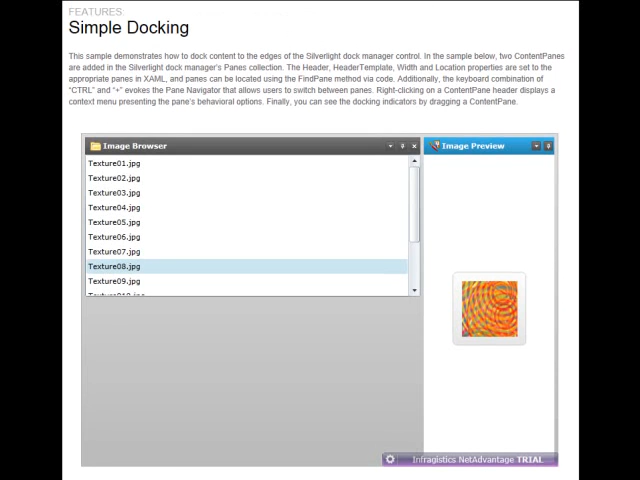 FEATURES:
Simple Docking
This sample demonstrates how to dock content to the edges of the Silverlight dock manager control. In the sample below, two ContentPanes
are added in the Silverlight dock manager's Panes collection. The Header, HeaderTemplate, Width and Location properties are set to the
appropriate panes in XAML, and panes can be located using the FindPane method via code. Additionally, the keyboard combination of
"CTRL" and "+" evokes the Pane Navigator that allows users to switch between panes. Right-clicking on a ContentPane header displays a
context menu presenting the pane's behavioral options. Finally, you can see the docking indicators by dragging a ContentPane.
Image Browser
Image Preview
Texture01.jpg
Texture02.jpg
Texture03.jpg
Texture04.jpg
Texture05.jpg
Texture06.jpg
Texture07.jpg
Texture08.jpg
Texture09.jpg
Infragistics NetAdvantage TRIAL